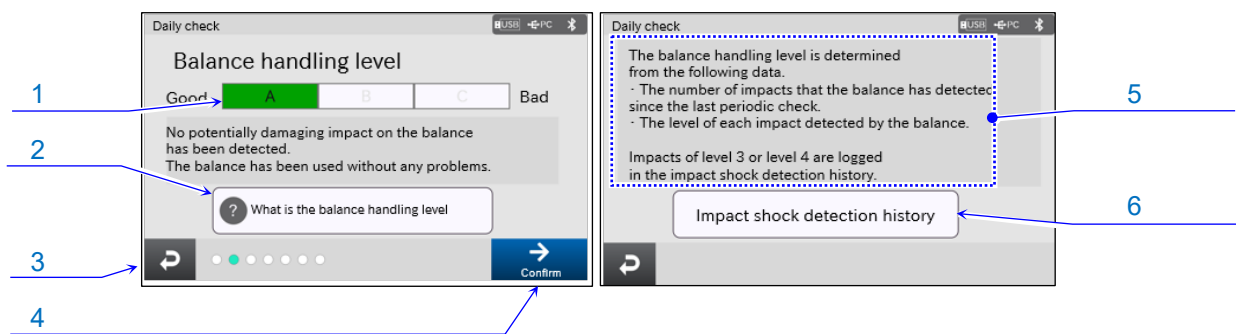 Daily check
USB PC
Balance handling level
Good A B C Bad
No potentially damaging impact on the balance
has been detected.
The balance has been used without any problems.
? What is the balance handling level
Confirm
1
2
3
4
Daily check
USB PC
The balance handling level is determined
from the following data.
・The number of impacts that the balance has detected
since the last periodic check.
・The level of each impact detected by the balance.
Impacts of level 3 or level 4 are logged
in the impact shock detection history.
Impact shock detection history
5
6